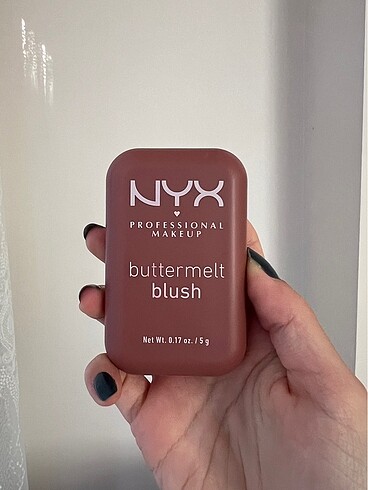 NYX
PROFESSIONAL
MAKEUP
buttermelt
blush
Net Wt. 0.17 oz. / 5 g